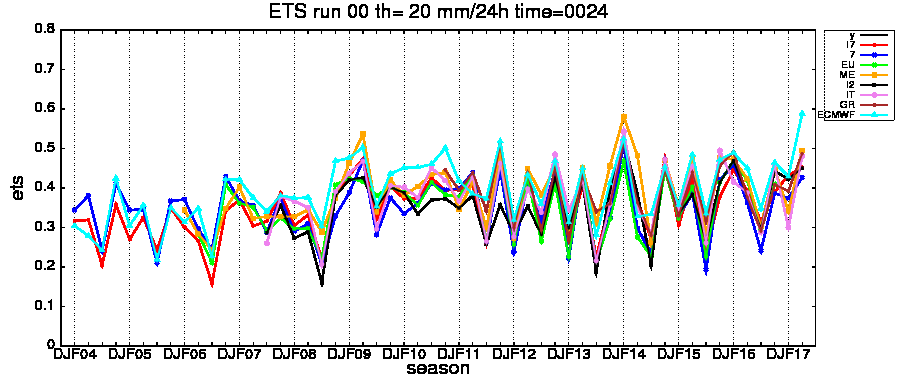 ETS run 00 th= 20 mm/24h time=0024
0.8
0.7
0.6
0.5
0.4
0.3
0.2
0.1
0
ets
DJF04 DJF05 DJF06 DJF07 DJF08 DJF09 DJF10 DJF11 DJF12 DJF13 DJF14 DJF15 DJF16 DJF17
season
y
I7
7
EU
ME
I2
IT
GR
ECMWF